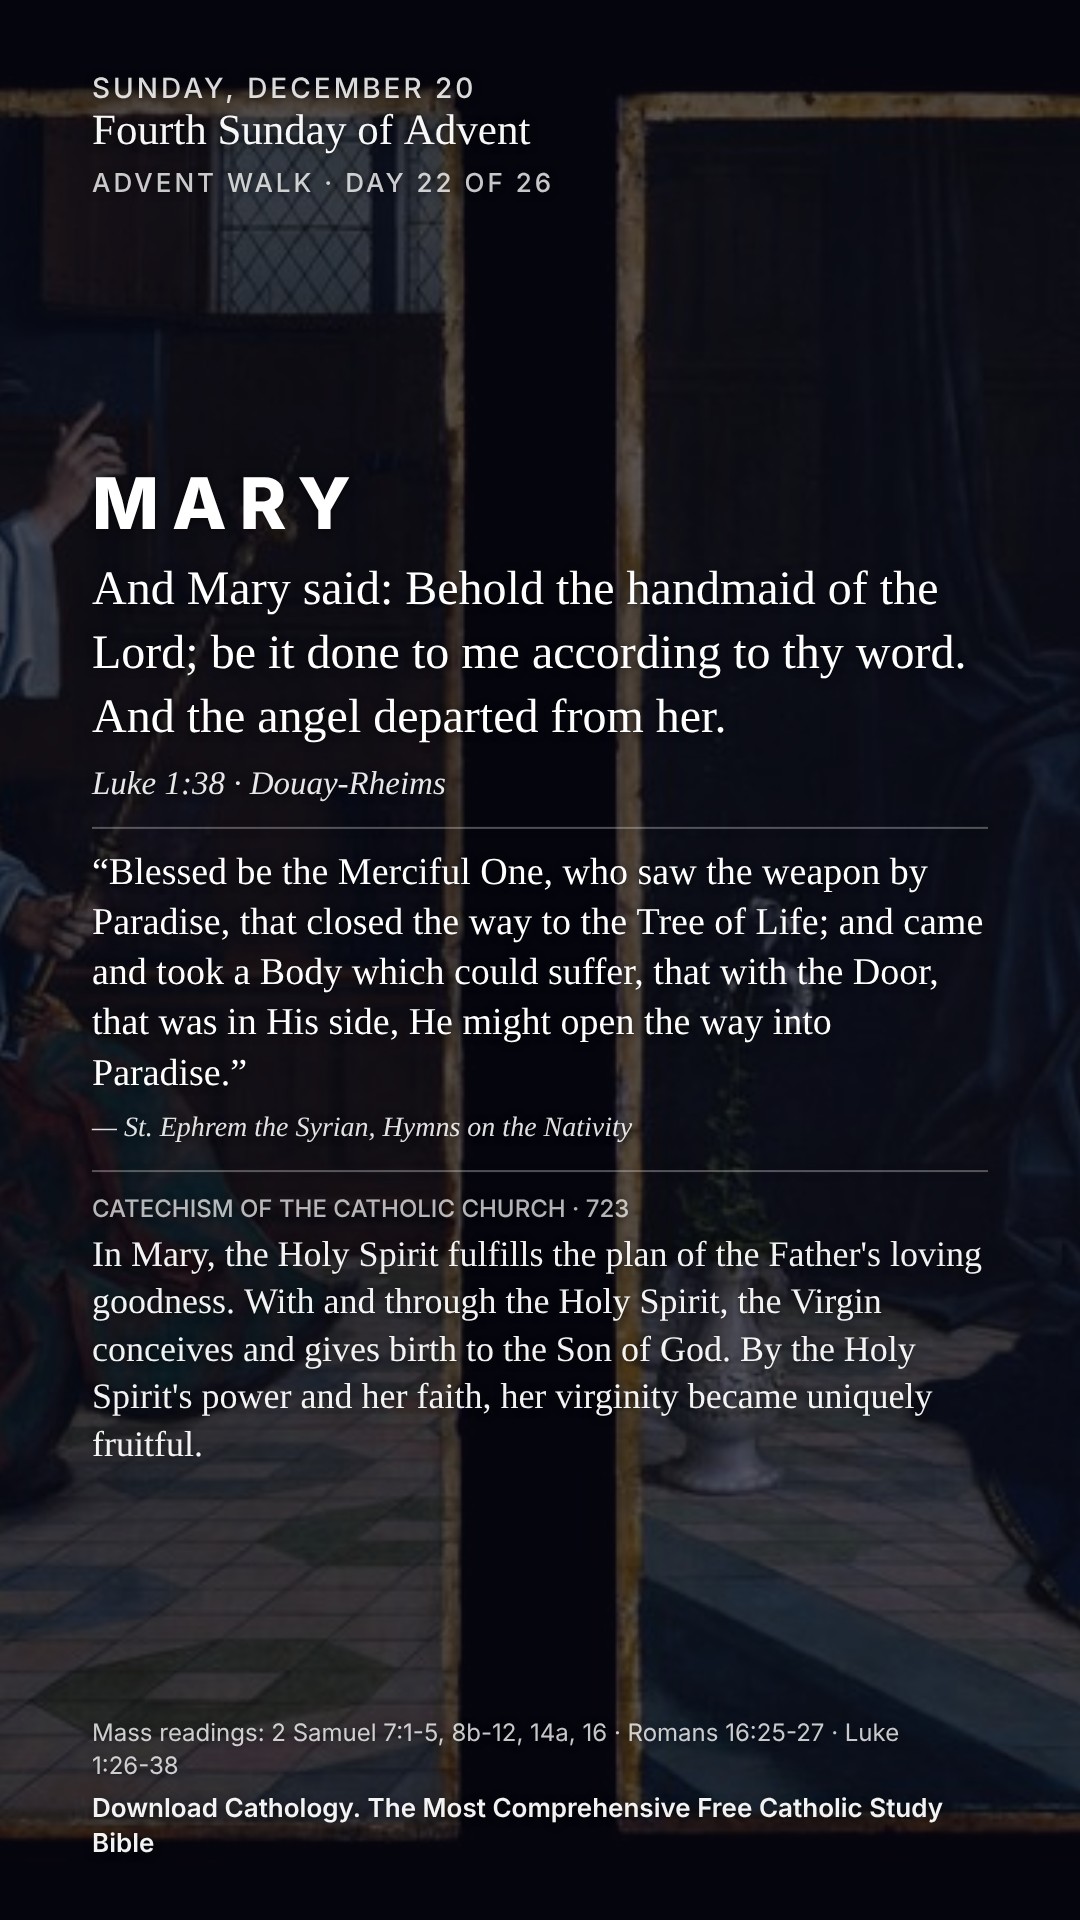 SUNDAY, DECEMBER 20
Fourth Sunday of Advent
ADVENT WALK · DAY 22 OF 26
MARY
And Mary said: Behold the handmaid of the
Lord; be it done to me according to thy word.
And the angel departed from her.
Luke 1:38 · Douay-Rheims
“Blessed be the Merciful One, who saw the weapon by
Paradise, that closed the way to the Tree of Life; and came
and took a Body which could suffer, that with the Door,
that was in His side, He might open the way into
Paradise.”
— St. Ephrem the Syrian, Hymns on the Nativity
CATECHISM OF THE CATHOLIC CHURCH · 723
In Mary, the Holy Spirit fulfills the plan of the Father's loving
goodness. With and through the Holy Spirit, the Virgin
conceives and gives birth to the Son of God. By the Holy
Spirit's power and her faith, her virginity became uniquely
fruitful.
Mass readings: 2 Samuel 7:1-5, 8b-12, 14a, 16 · Romans 16:25-27 · Luke
1:26-38
Download Cathology. The Most Comprehensive Free Catholic Study
Bible